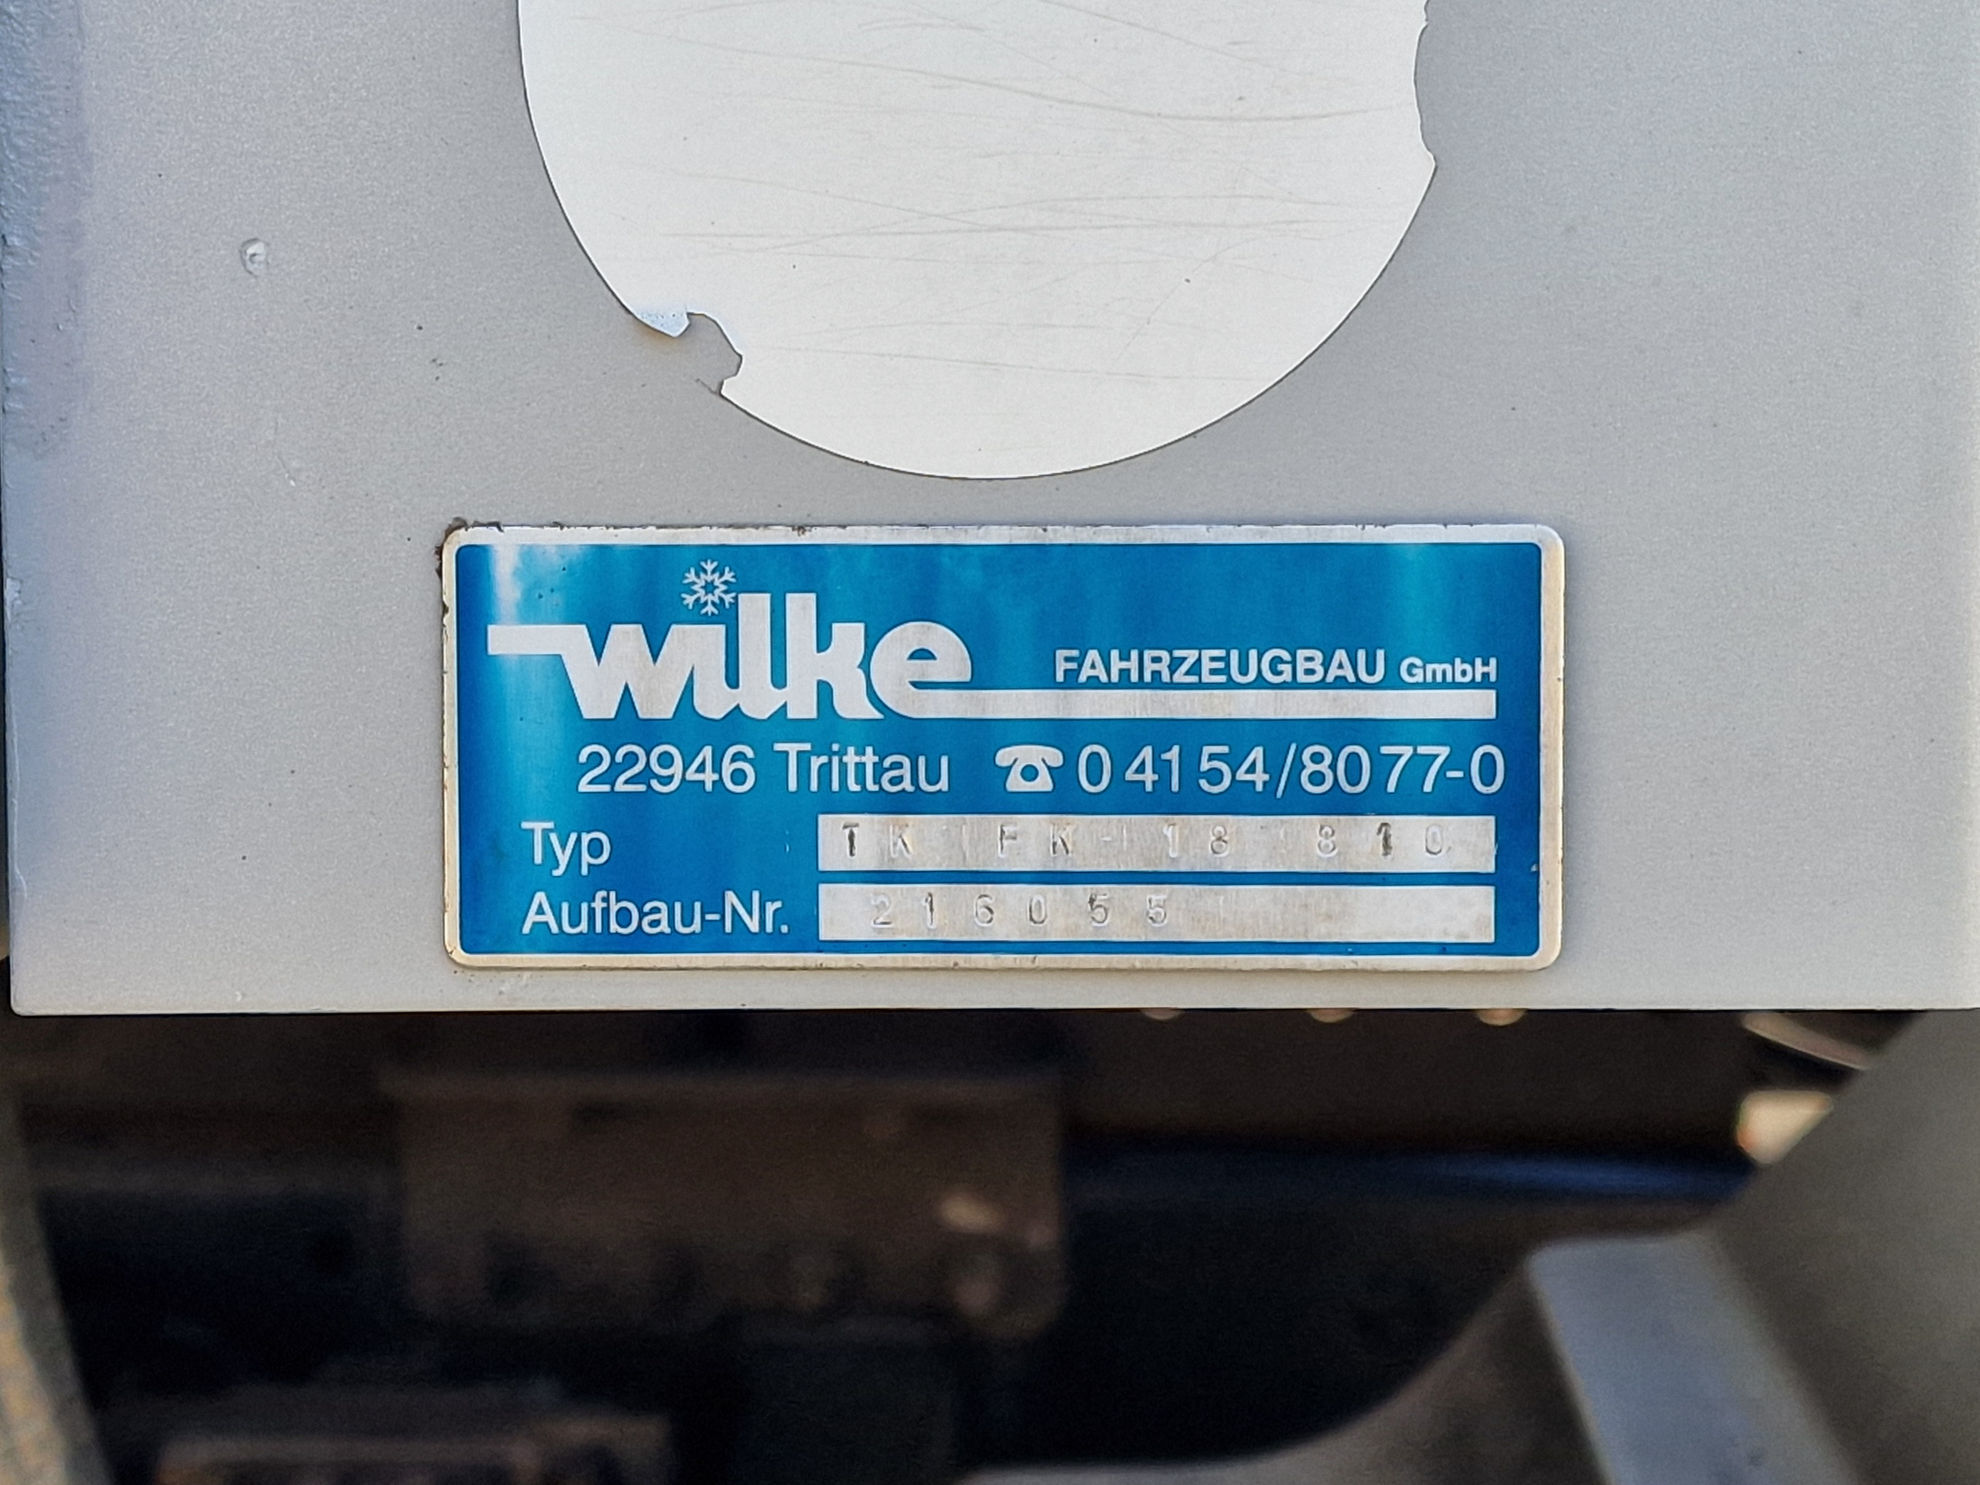 wilke FAHRZEUGBAU GmbH
22946 Trittau ☎ 0 41 54/80 77-0
Typ TK FK 18 810
Aufbau-Nr. 216055